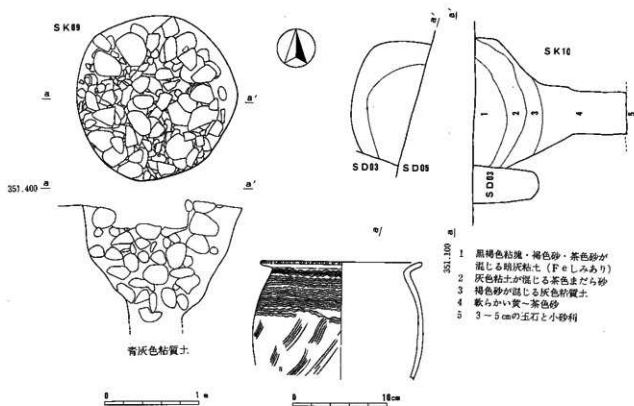 SK09
a
a'
351.400 a
a'
青灰色粘質土
0 1 m
a'
SD03
SD05
a
SK10
1
2
3
4
5
SD03
a'
a
351.100
1 黒褐色粘塊・褐色砂・茶色砂が
混じる暗灰粘土(Feしみあり)
2 灰色粘土が混じる茶色まだら砂
3 褐色砂が混じる灰色粘質土
4 軟らかい黄~茶色砂
5 3~5cmの玉石と小砂利
0 10cm